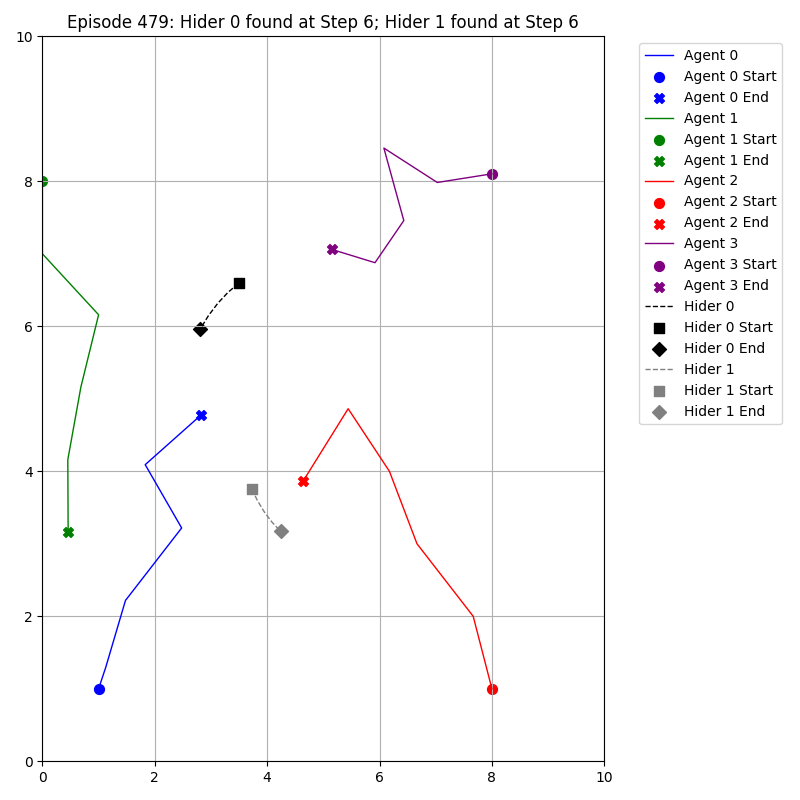 Episode 479: Hider 0 found at Step 6; Hider 1 found at Step 6
10
8
6
4
2
0
0 2 4 6 8 10
Agent 0
Agent 0 Start
Agent 0 End
Agent 1
Agent 1 Start
Agent 1 End
Agent 2
Agent 2 Start
Agent 2 End
Agent 3
Agent 3 Start
Agent 3 End
Hider 0
Hider 0 Start
Hider 0 End
Hider 1
Hider 1 Start
Hider 1 End